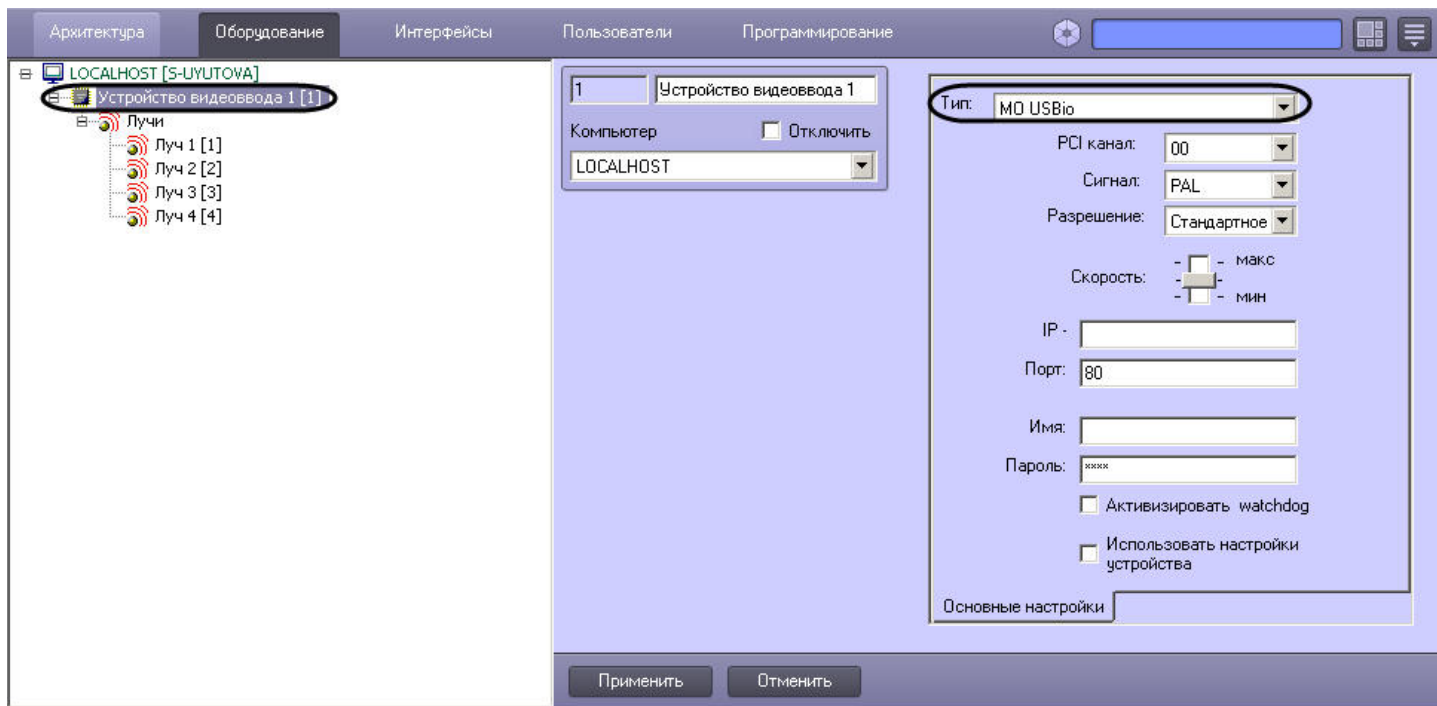 Архитектура Оборудование Интерфейсы Пользователи Программирование
LOCALHOST [S-UYUTOVA]
Устройство видеоввода 1 [1]
Лучи
Луч 1 [1]
Луч 2 [2]
Луч 3 [3]
Луч 4 [4]
1 Устройство видеоввода 1
Компьютер Отключить
LOCALHOST
Тип: MO USBio
PCI канал: 00
Сигнал: PAL
Разрешение: Стандартное
- - макс
Скорость: - -
- - мин
IP -
Порт: 80
Имя:
Пароль: ××××
Активизировать watchdog
Использовать настройки
устройства
Основные настройки
Применить Отменить